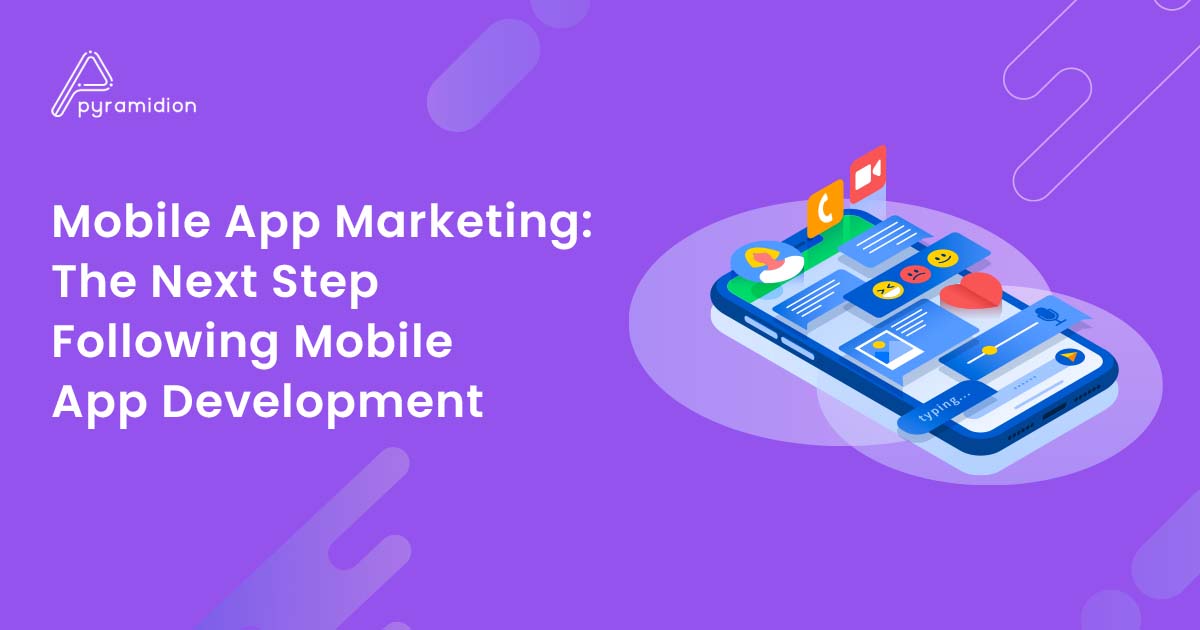 pyramidion
Mobile App Marketing:
The Next Step
Following Mobile
App Development
typing...